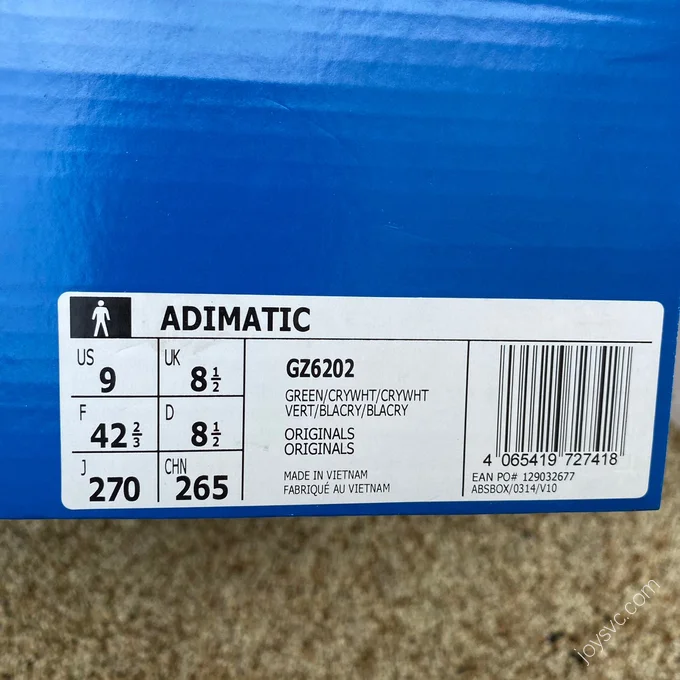 ADIMATIC
US
9
UK
8 1/2
F
42 2/3
D
8 1/2
J
270
CHN
265
GZ6202
GREEN/CRYWHT/CRYWHT
VERT/BLACRY/BLACRY
ORIGINALS
ORIGINALS
MADE IN VIETNAM
FABRIQUÉ AU VIETNAM
4 065419 727418
EAN PO# 129032677
ABSBOX/0314/V10
joysvc.com